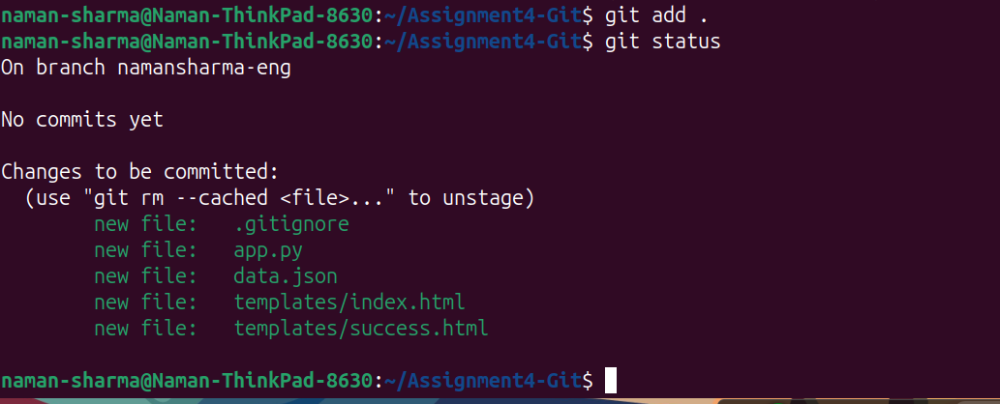 naman-sharma@Naman-ThinkPad-8630:~/Assignment4-Git$ git add .
naman-sharma@Naman-ThinkPad-8630:~/Assignment4-Git$ git status
On branch namansharma-eng

No commits yet

Changes to be committed:
  (use "git rm --cached <file>..." to unstage)
        new file:   .gitignore
        new file:   app.py
        new file:   data.json
        new file:   templates/index.html
        new file:   templates/success.html

naman-sharma@Naman-ThinkPad-8630:~/Assignment4-Git$